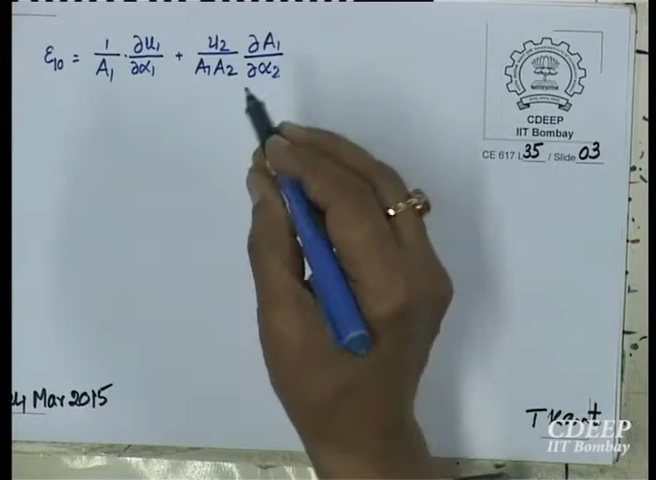 ε₁₀ = 1/A₁ · ∂u₁/∂α₁ + u₂/A₁A₂ ∂A₁/∂α₂
CDEEP
IIT Bombay
CE 617 L 35 / Slide 03
Mar 2015
CDEEP
IIT Bombay